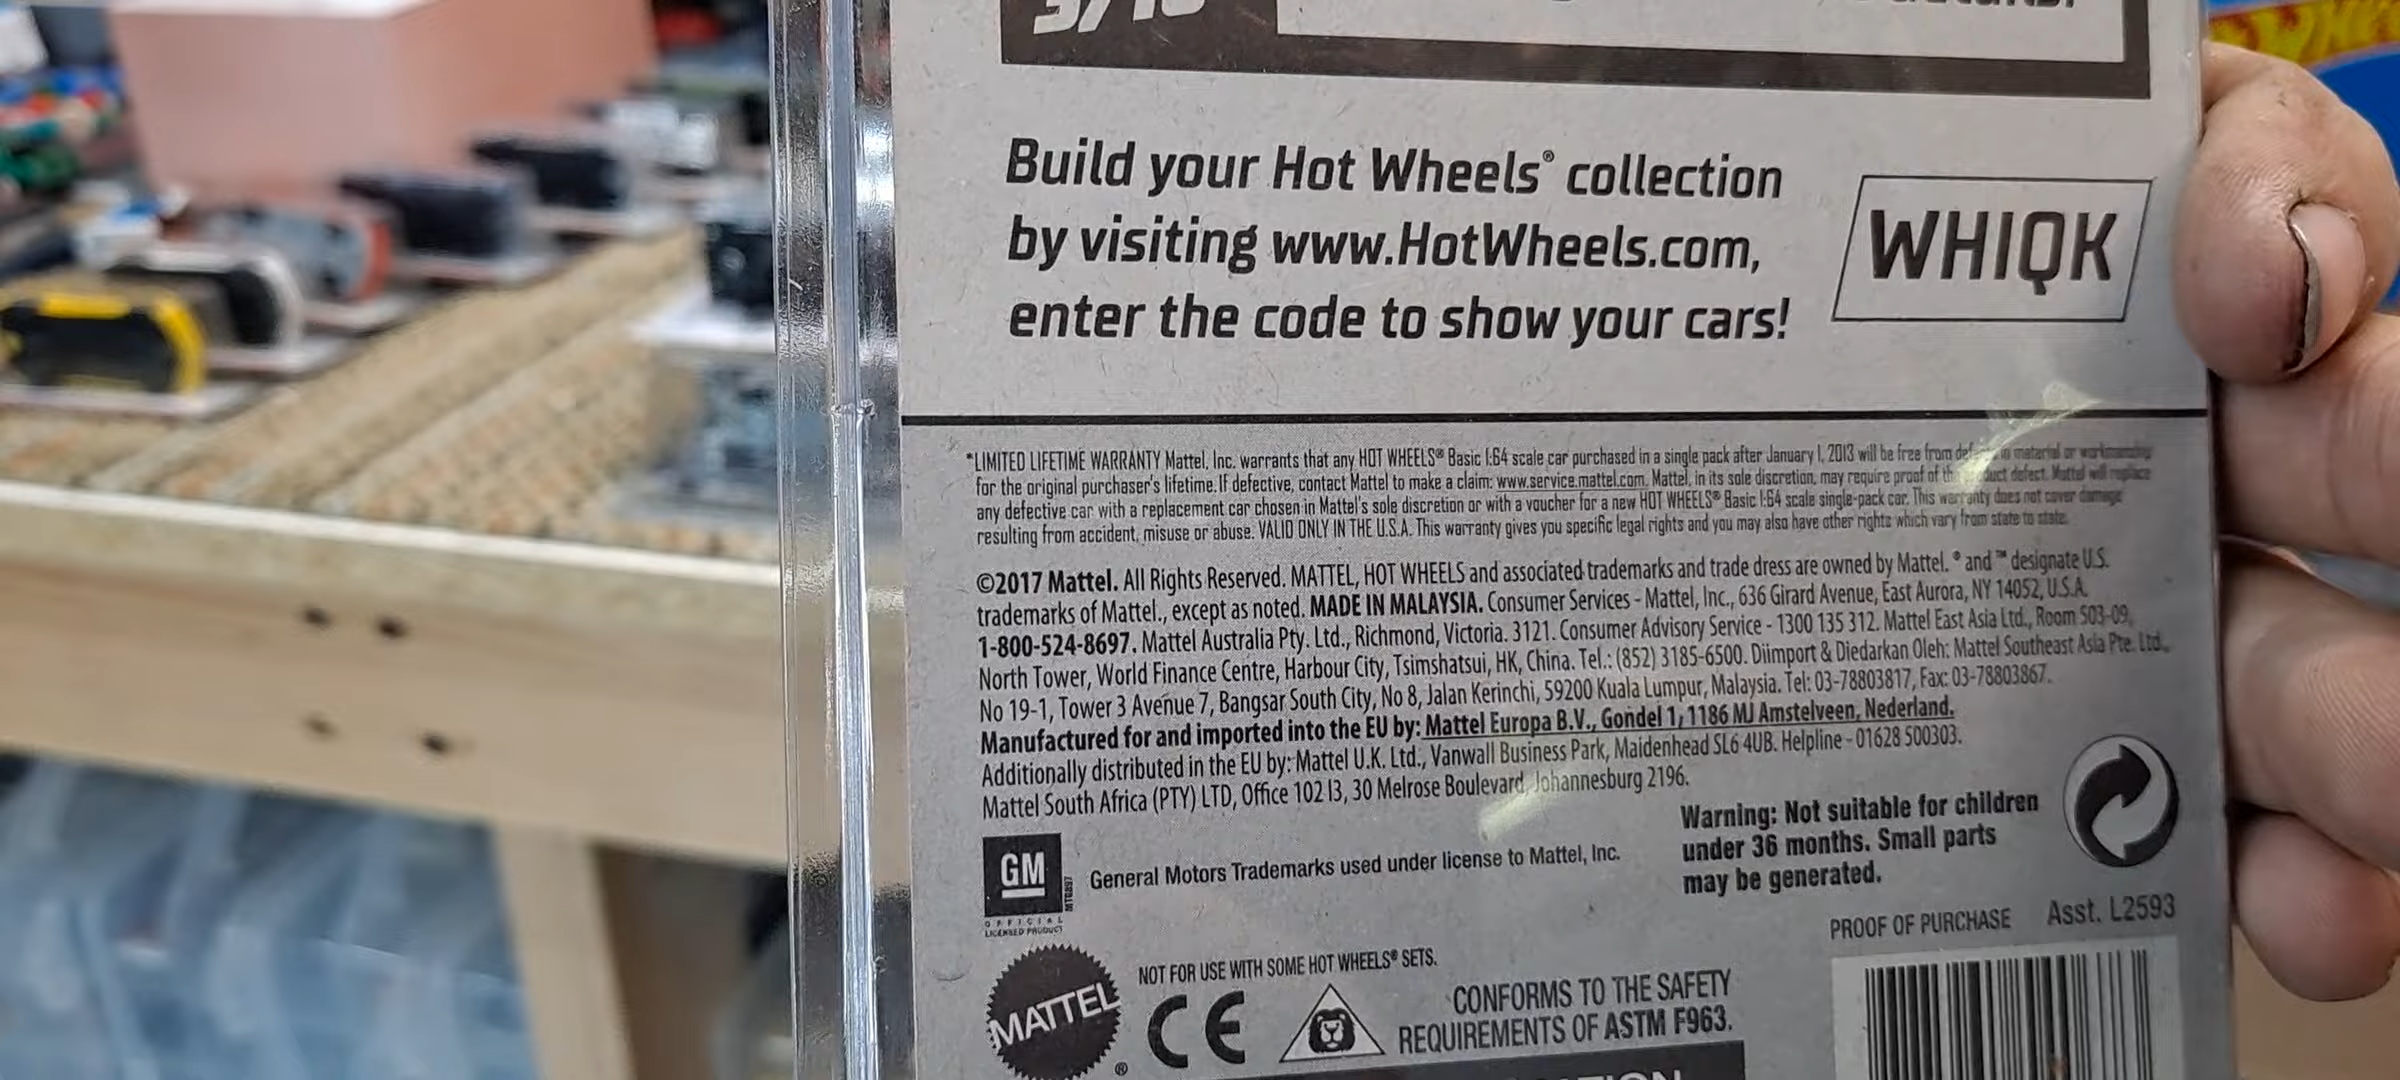 Build your Hot Wheels® collection
by visiting www.HotWheels.com,
enter the code to show your cars!
WHIQK
*LIMITED LIFETIME WARRANTY Mattel, Inc. warrants that any HOT WHEELS® Basic 1:64 scale car purchased in a single pack after January 1, 2013 will be free from in material or workmanship
for the original purchaser's lifetime. If defective, contact Mattel to make a claim: www.service.mattel.com. Mattel, in its sole discretion, may require proof of defect. Mattel will replace
any defective car with a replacement car chosen in Mattel's sole discretion or with a voucher for a new HOT WHEELS® Basic 1:64 scale single-pack car. This warranty does not cover damage
resulting from accident, misuse or abuse. VALID ONLY IN THE U.S.A. This warranty gives you specific legal rights and you may also have other rights which vary from state to state.
©2017 Mattel. All Rights Reserved. MATTEL, HOT WHEELS and associated trademarks and trade dress are owned by Mattel. ® and ™ designate U.S.
trademarks of Mattel., except as noted. MADE IN MALAYSIA. Consumer Services - Mattel, Inc., 636 Girard Avenue, East Aurora, NY 14052, U.S.A.
1-800-524-8697. Mattel Australia Pty. Ltd., Richmond, Victoria. 3121. Consumer Advisory Service - 1300 135 312. Mattel East Asia Ltd., Room 503-09,
North Tower, World Finance Centre, Harbour City, Tsimshatsui, HK, China. Tel.: (852) 3185-6500. Diimport & Diedarkan Oleh: Mattel Southeast Asia Pte. Ltd.,
No 19-1, Tower 3 Avenue 7, Bangsar South City, No 8, Jalan Kerinchi, 59200 Kuala Lumpur, Malaysia. Tel: 03-78803817, Fax: 03-78803867.
Manufactured for and imported into the EU by: Mattel Europa B.V., Gondel 1, 1186 MJ Amstelveen, Nederland.
Additionally distributed in the EU by: Mattel U.K. Ltd., Vanwall Business Park, Maidenhead SL6 4UB. Helpline - 01628 500303.
Mattel South Africa (PTY) LTD, Office 102 I3, 30 Melrose Boulevard, Johannesburg 2196.
Warning: Not suitable for children
under 36 months. Small parts
may be generated.
GM
OFFICIAL
LICENSED PRODUCT
General Motors Trademarks used under license to Mattel, Inc.
PROOF OF PURCHASE Asst. L2593
MATTEL®
NOT FOR USE WITH SOME HOT WHEELS® SETS.
CE
CONFORMS TO THE SAFETY
REQUIREMENTS OF ASTM F963.